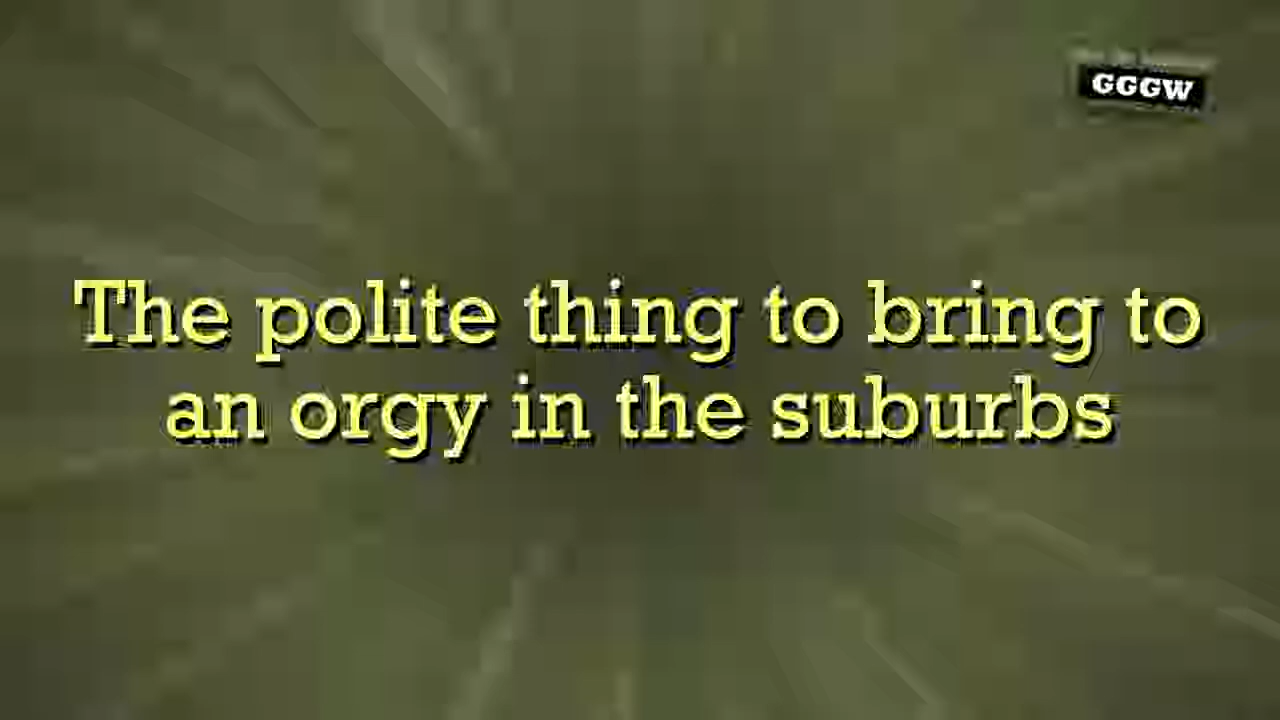 GGGW
The polite thing to bring to
an orgy in the suburbs